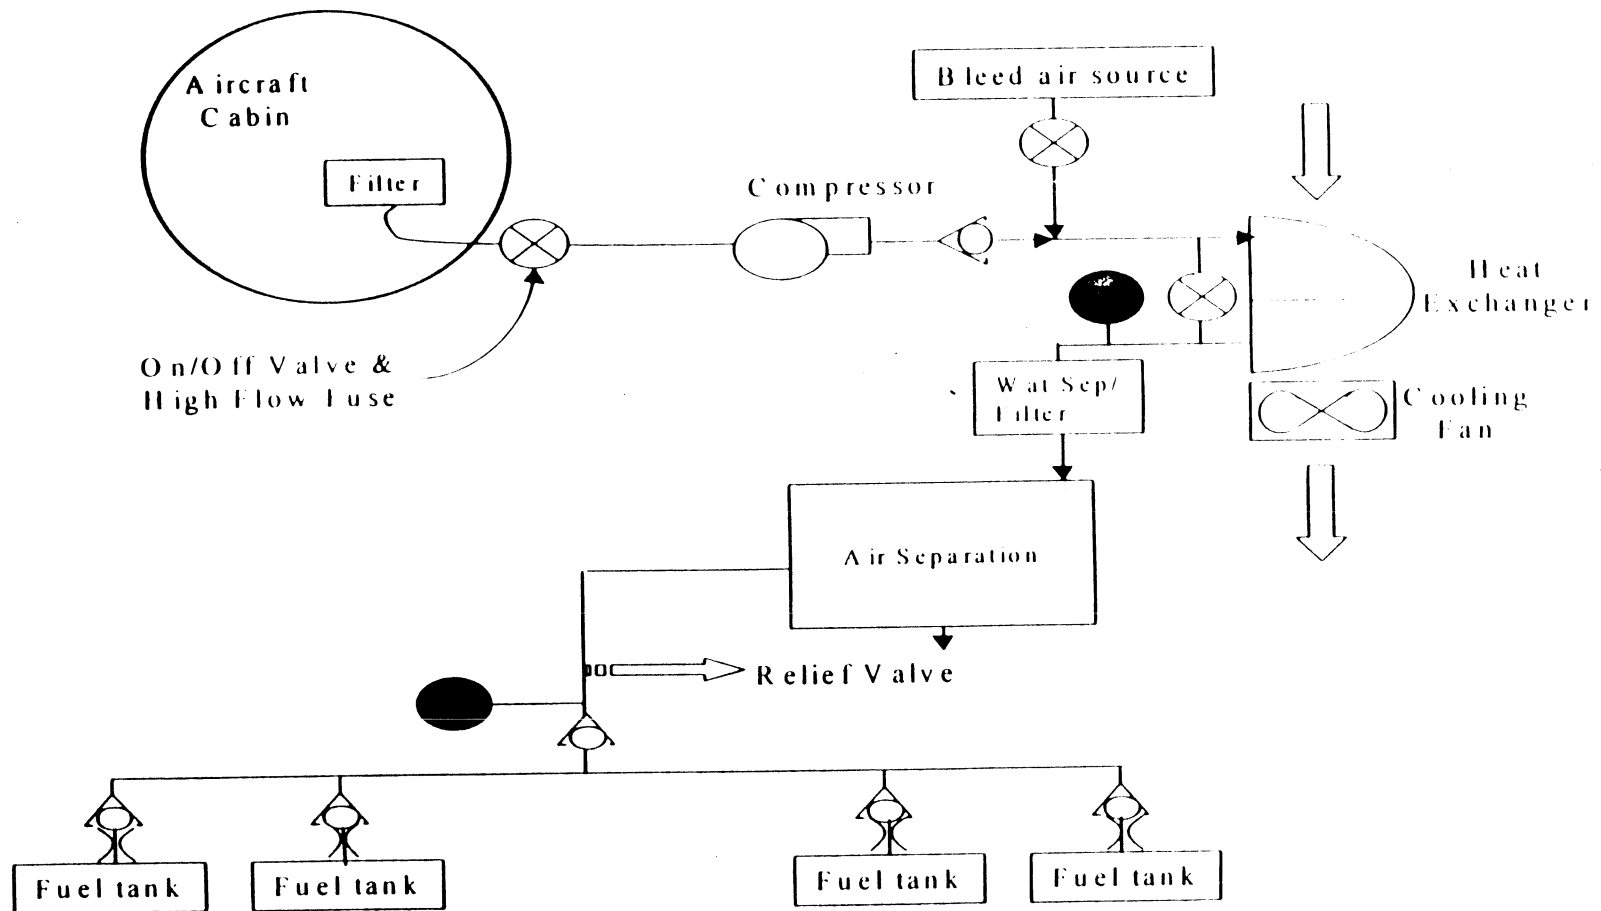 Aircraft
Cabin
Filter
Bleed air source
Compressor
Heat
Exchanger
On/Off Valve &
High Flow Fuse
Wat Sep/
Filter
Cooling
Fan
Air Separation
Relief Valve
Fuel tank
Fuel tank
Fuel tank
Fuel tank